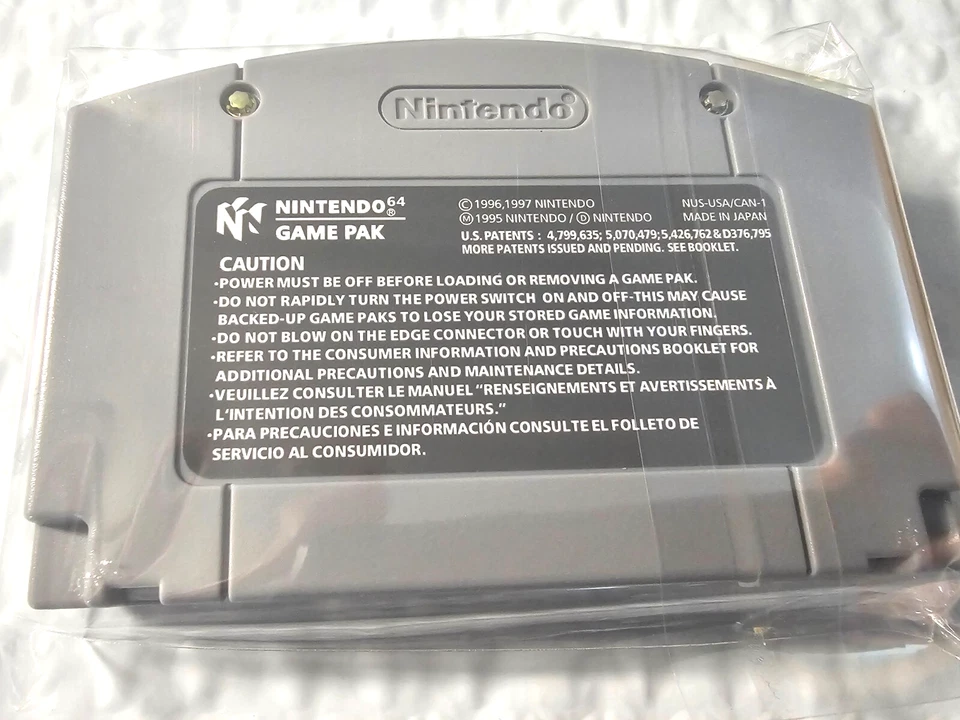 Nintendo®
NINTENDO⁶⁴®
GAME PAK
©1996,1997 NINTENDO
Ⓜ1995 NINTENDO/Ⓓ NINTENDO
NUS-USA/CAN-1
MADE IN JAPAN
U.S. PATENTS : 4,799,635; 5,070,479; 5,426,762 & D376,795
MORE PATENTS ISSUED AND PENDING. SEE BOOKLET.
CAUTION
·POWER MUST BE OFF BEFORE LOADING OR REMOVING A GAME PAK.
·DO NOT RAPIDLY TURN THE POWER SWITCH ON AND OFF-THIS MAY CAUSE
BACKED-UP GAME PAKS TO LOSE YOUR STORED GAME INFORMATION.
·DO NOT BLOW ON THE EDGE CONNECTOR OR TOUCH WITH YOUR FINGERS.
·REFER TO THE CONSUMER INFORMATION AND PRECAUTIONS BOOKLET FOR
ADDITIONAL PRECAUTIONS AND MAINTENANCE DETAILS.
·VEUILLEZ CONSULTER LE MANUEL “RENSEIGNEMENTS ET AVERTISSEMENTS À
L'INTENTION DES CONSOMMATEURS.”
·PARA PRECAUCIONES E INFORMACIÓN CONSULTE EL FOLLETO DE
SERVICIO AL CONSUMIDOR.